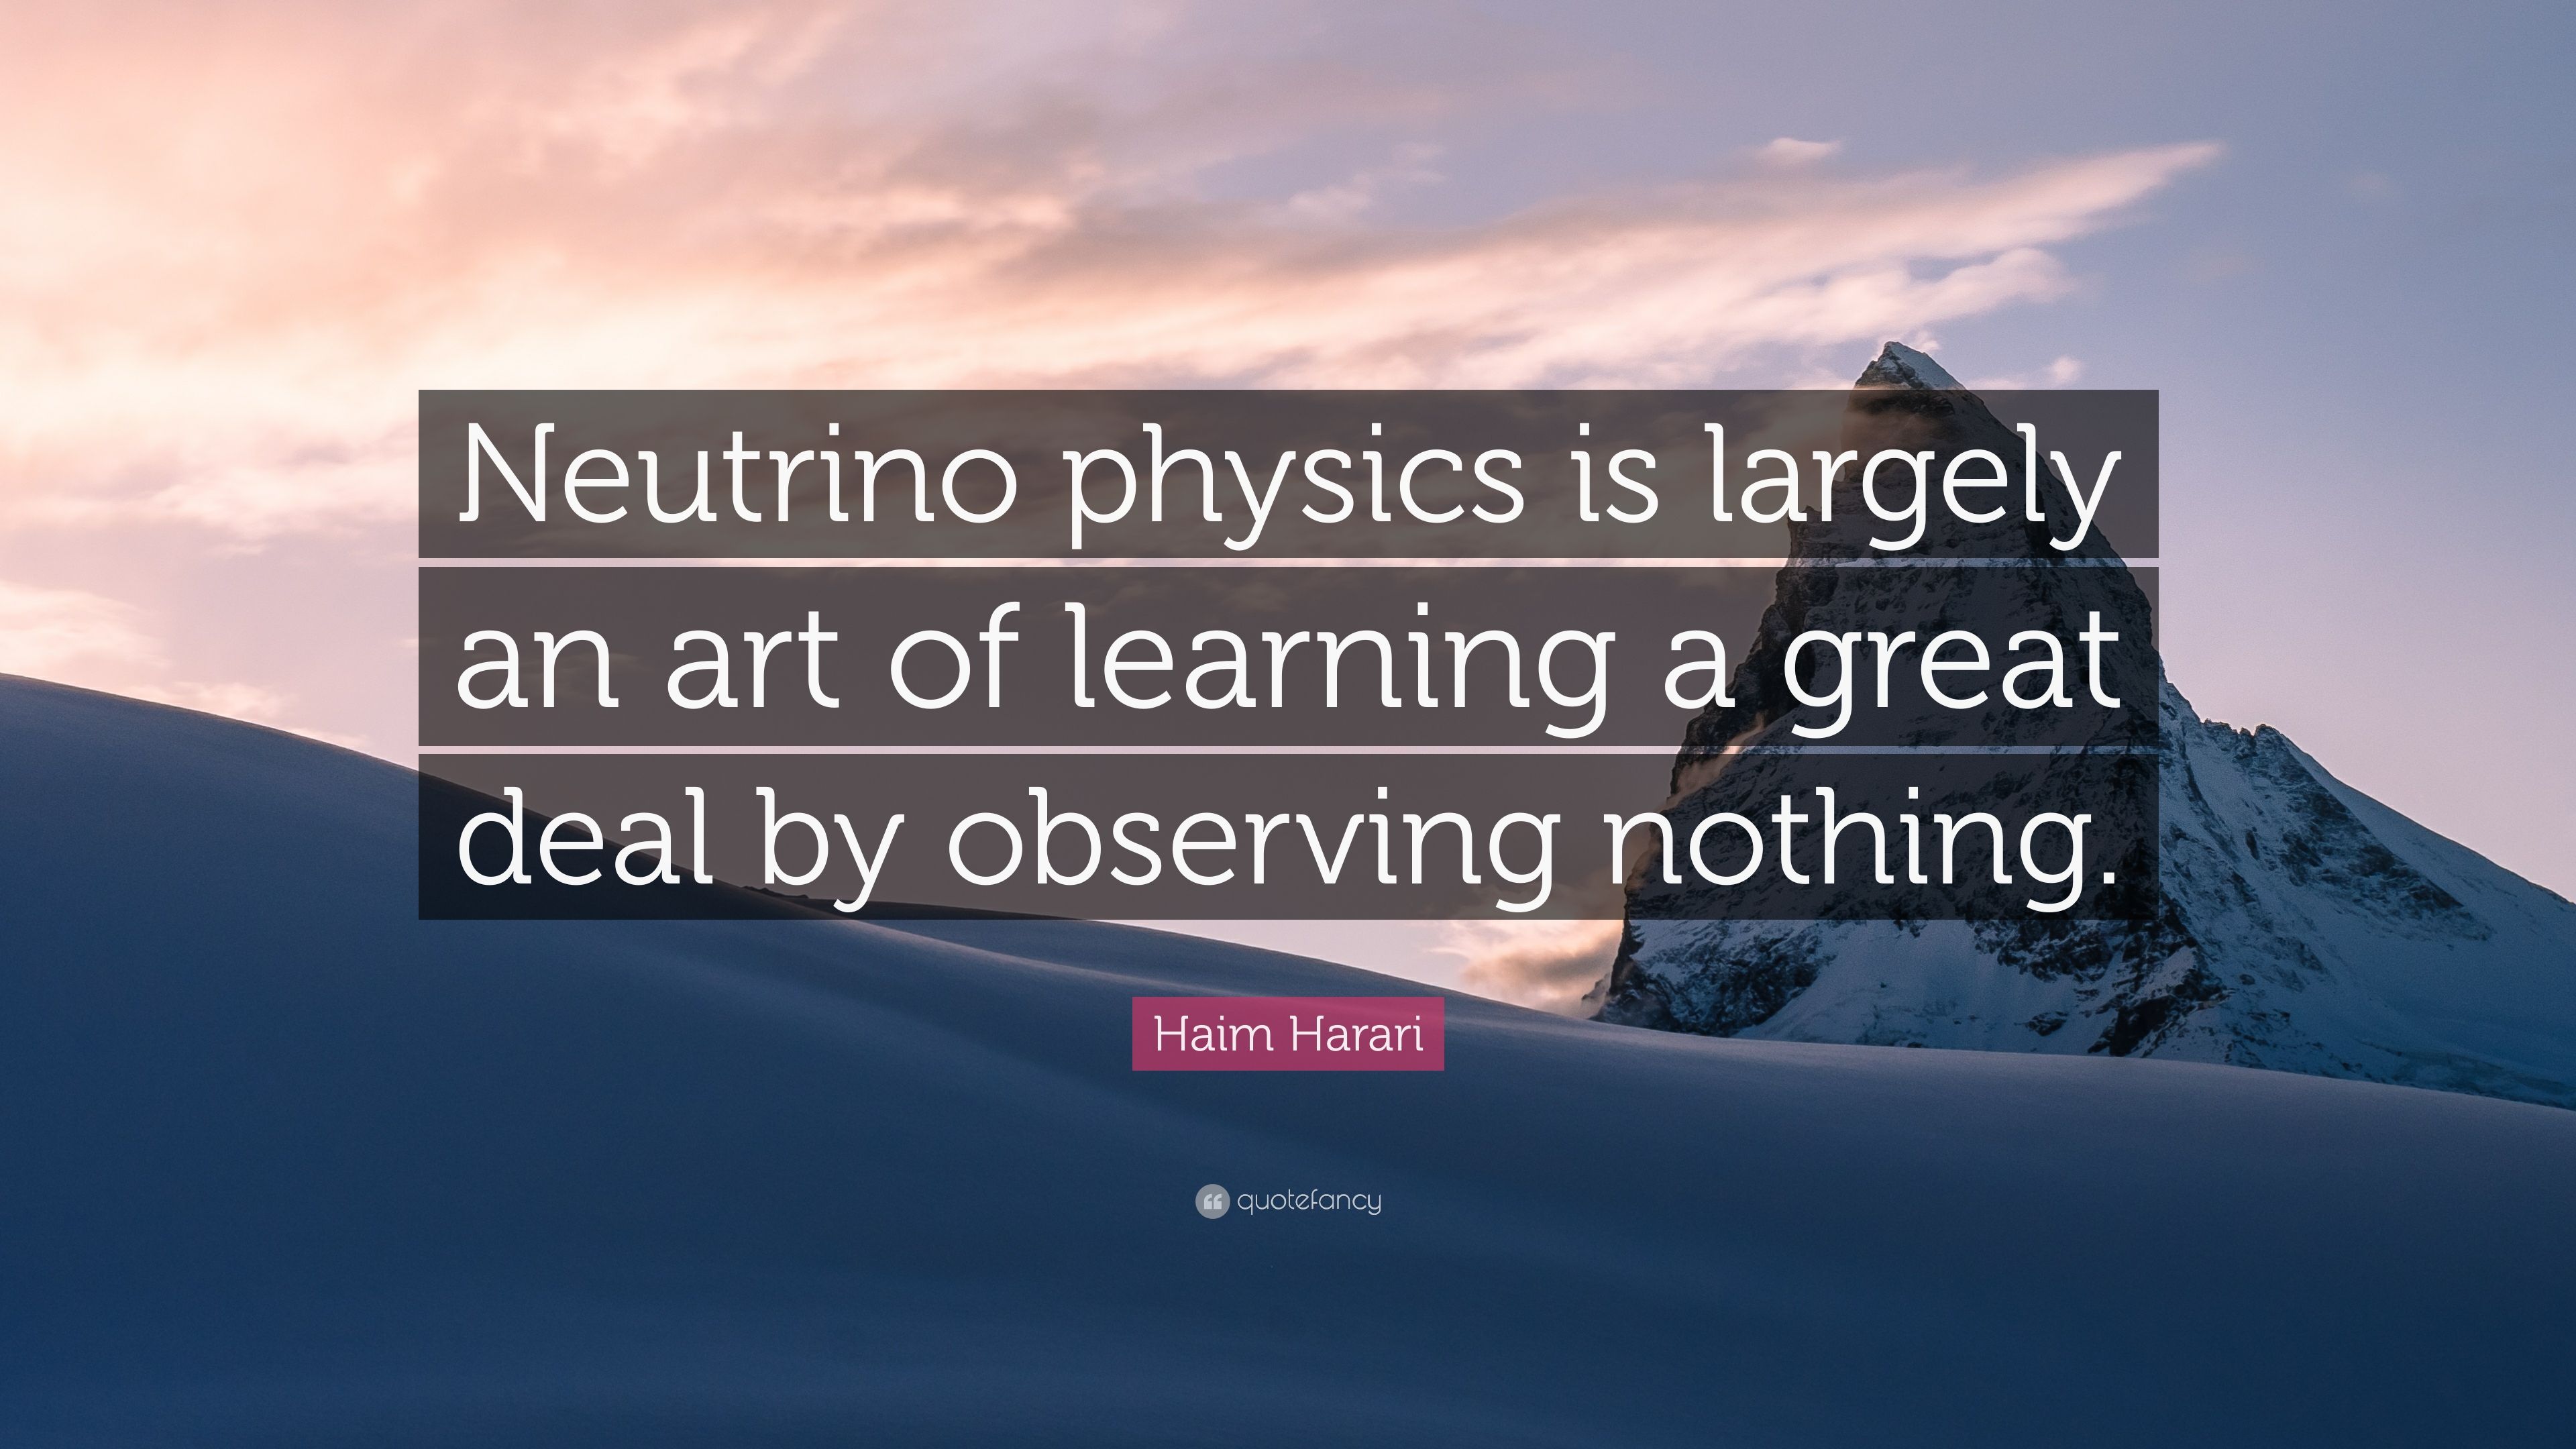 Neutrino physics is largely
an art of learning a great
deal by observing nothing.
Haim Harari
quotefancy